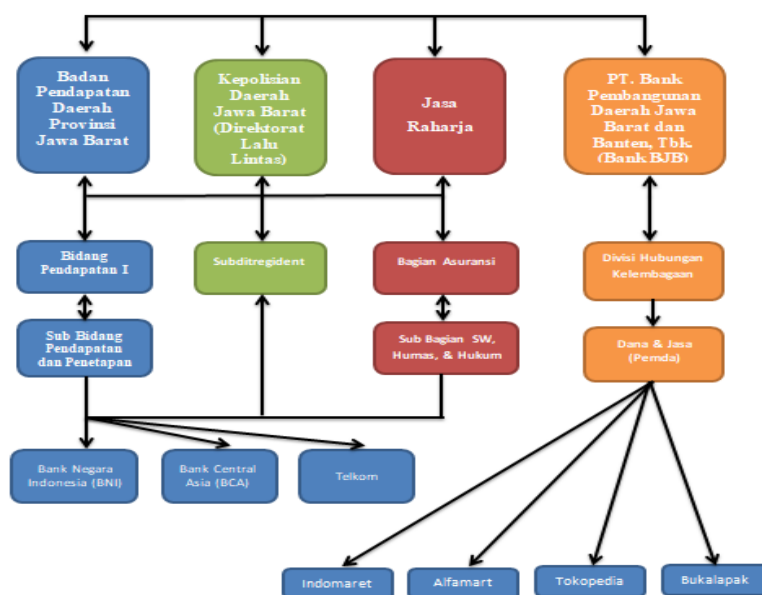 Badan
Pendapatan
Daerah
Provinsi
Jawa Barat
Kepolisian
Daerah
Jawa Barat
(Direktorat
Lalu
Lintas)
Jasa
Raharja
PT. Bank
Pembangunan
Daerah Jawa
Barat dan
Banten, Tbk.
(Bank BJB)
Bidang
Pendapatan I
Subditregident
Bagian Asuransi
Divisi Hubungan
Kelembagaan
Sub Bidang
Pendapatan
dan Penetapan
Sub Bagian SW,
Humas, & Hukum
Dana & Jasa
(Pemda)
Bank Negara
Indonesia (BNI)
Bank Central
Asia (BCA)
Telkom
Indomaret
Alfamart
Tokopedia
Bukalapak